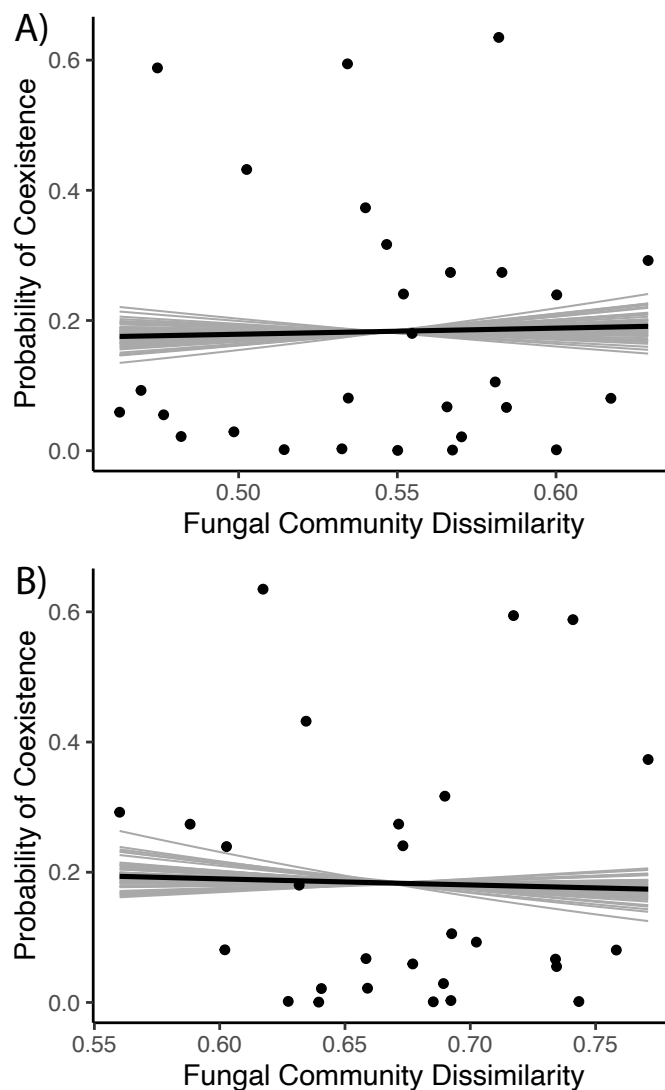 A)
0.6
0.4
0.2
0.0
Probability of Coexistence
0.50 0.55 0.60
Fungal Community Dissimilarity
B)
0.6
0.4
0.2
0.0
Probability of Coexistence
0.55 0.60 0.65 0.70 0.75
Fungal Community Dissimilarity